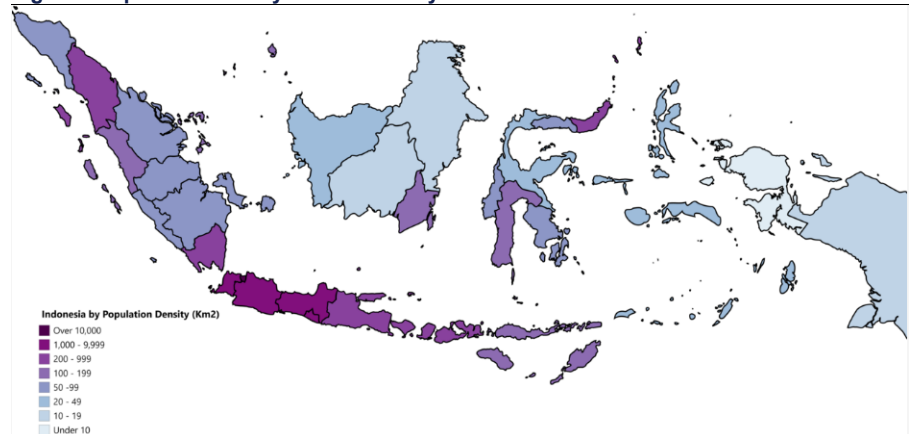 Indonesia by Population Density (Km2)
Over 10,000
1,000 - 9,999
200 - 999
100 - 199
50 -99
20 - 49
10 - 19
Under 10